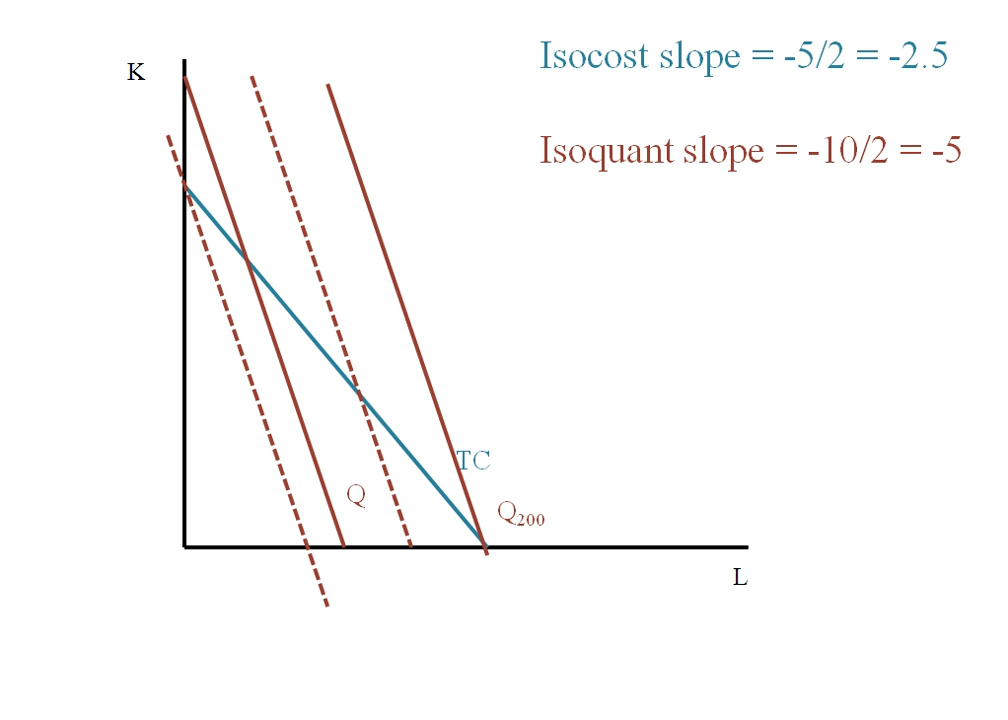 Isocost slope = -5/2 = -2.5
K
Isoquant slope = -10/2 = -5
TC
Q
Q₂₀₀
L